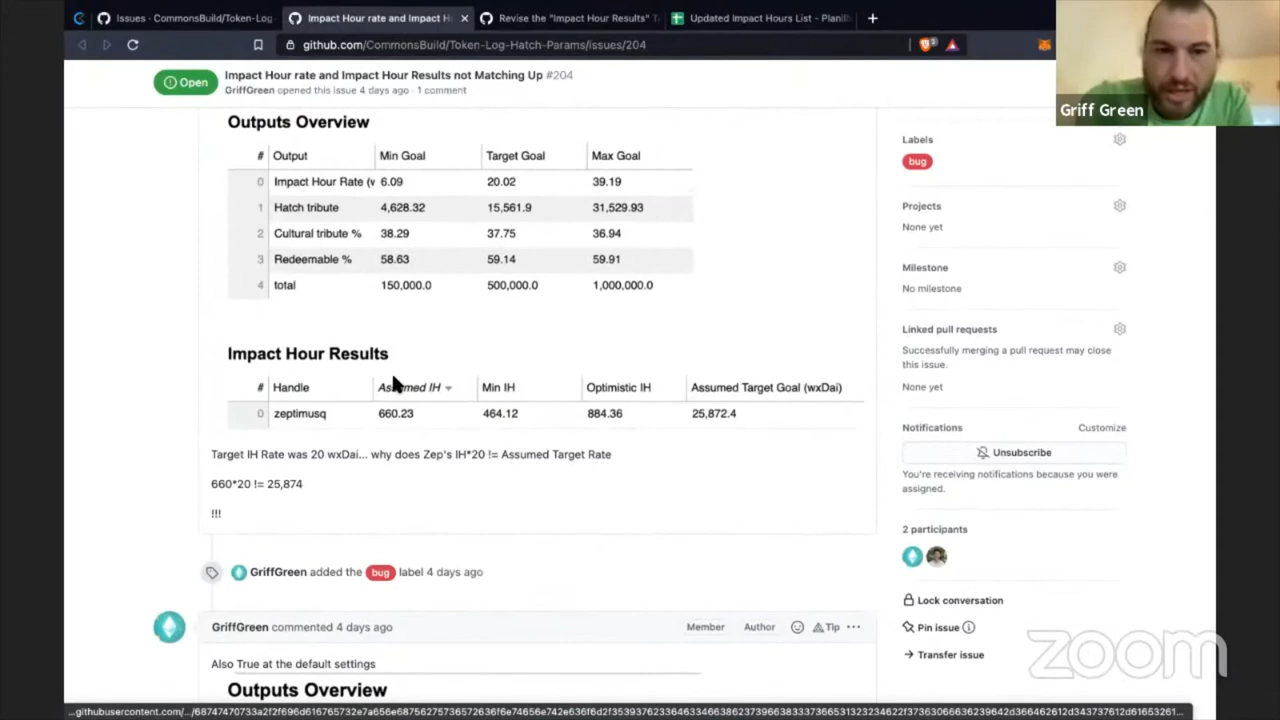 Issues · CommonsBuild/Token-Log
Impact Hour rate and Impact H
Revise the "Impact Hour Results" T
Updated Impact Hours List - Planil
github.com/CommonsBuild/Token-Log-Hatch-Params/issues/204
Griff Green
Open
Impact Hour rate and Impact Hour Results not Matching Up #204
GriffGreen opened this issue 4 days ago · 1 comment
Outputs Overview
# Output Min Goal Target Goal Max Goal
0 Impact Hour Rate (v 6.09 20.02 39.19
1 Hatch tribute 4,628.32 15,561.9 31,529.93
2 Cultural tribute % 38.29 37.75 36.94
3 Redeemable % 58.63 59.14 59.91
4 total 150,000.0 500,000.0 1,000,000.0
Impact Hour Results
# Handle Assumed IH Min IH Optimistic IH Assumed Target Goal (wxDai)
0 zeptimusq 660.23 464.12 884.36 25,872.4
Target IH Rate was 20 wxDai... why does Zep's IH*20 != Assumed Target Rate
660*20 != 25,874
!!!
GriffGreen added the bug label 4 days ago
GriffGreen commented 4 days ago
Member Author Tip
Also True at the default settings
Outputs Overview
Labels
bug
Projects
None yet
Milestone
No milestone
Linked pull requests
Successfully merging a pull request may close
this issue.
None yet
Notifications Customize
Unsubscribe
You're receiving notifications because you were
assigned.
2 participants
Lock conversation
Pin issue
Transfer issue
zoom